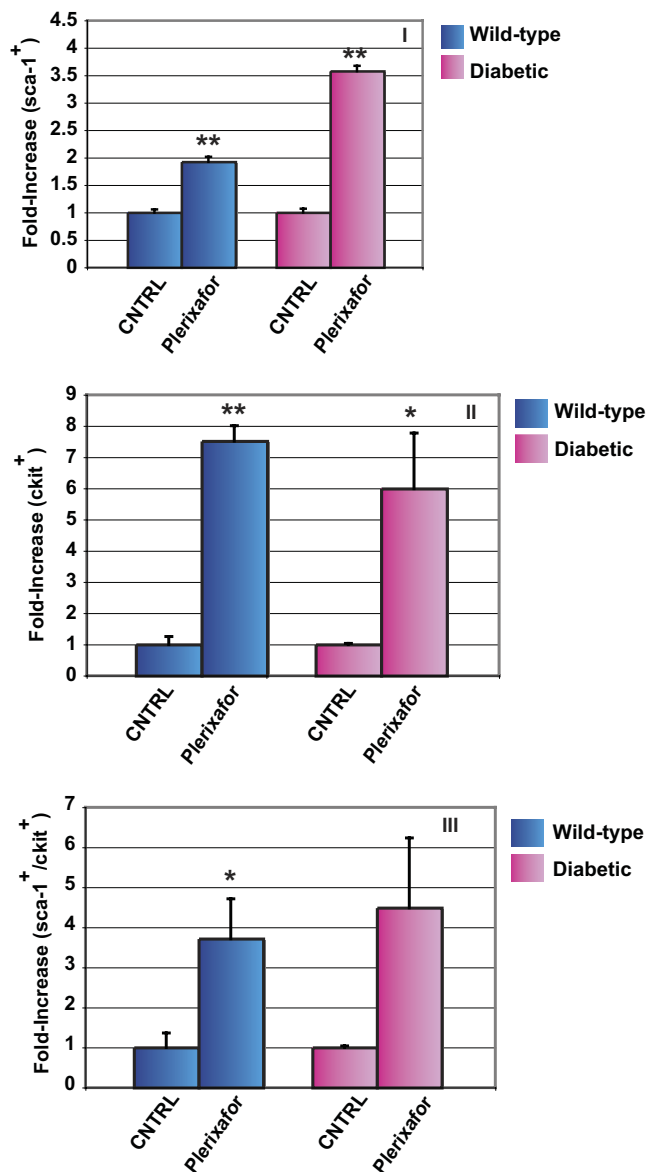 Fold-Increase (sca-1+)
4.5
4
3.5
3
2.5
2
1.5
1
0.5
0
**
**
I
CNTRL
Plerixafor
CNTRL
Plerixafor
Wild-type
Diabetic
Fold-Increase (ckit+)
9
8
7
6
5
4
3
2
1
0
**
*
II
CNTRL
Plerixafor
CNTRL
Plerixafor
Wild-type
Diabetic
Fold-Increase (sca-1+/ckit+)
7
6
5
4
3
2
1
0
*
III
CNTRL
Plerixafor
CNTRL
Plerixafor
Wild-type
Diabetic